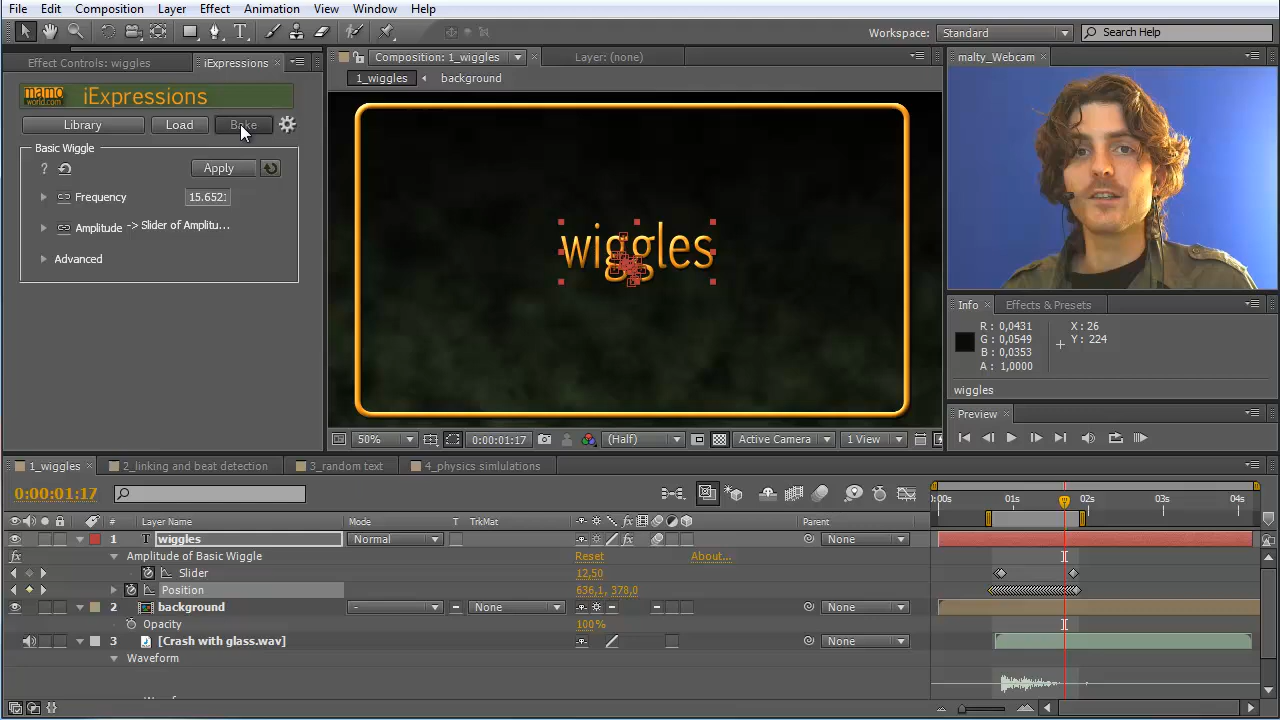 File Edit Composition Layer Effect Animation View Window Help
Workspace: Standard Search Help
Effect Controls: wiggles iExpressions
Composition: 1_wiggles Layer: (none)
malty_Webcam
1_wiggles background
mamo world.com iExpressions
Library Load Bake
Basic Wiggle
? Apply
Frequency 15.652
Amplitude -> Slider of Amplitu...
Advanced
wiggles
Info Effects & Presets
R: 0,0431 X: 26
G: 0,0549 Y: 224
B: 0,0353
A: 1,0000
wiggles
Preview
50% 0:00:01:17 (Half) Active Camera 1 View
1_wiggles 2_linking and beat detection 3_random text 4_physics simlulations
0:00:01:17
:00s 01s 02s 03s 04s
# Layer Name Mode T TrkMat fx Parent
1 T wiggles Normal None
fx Amplitude of Basic Wiggle Reset About...
Slider 12,50
Position 636,1, 378,0
2 background - None None
Opacity 100%
3 [Crash with glass.wav] None
Waveform